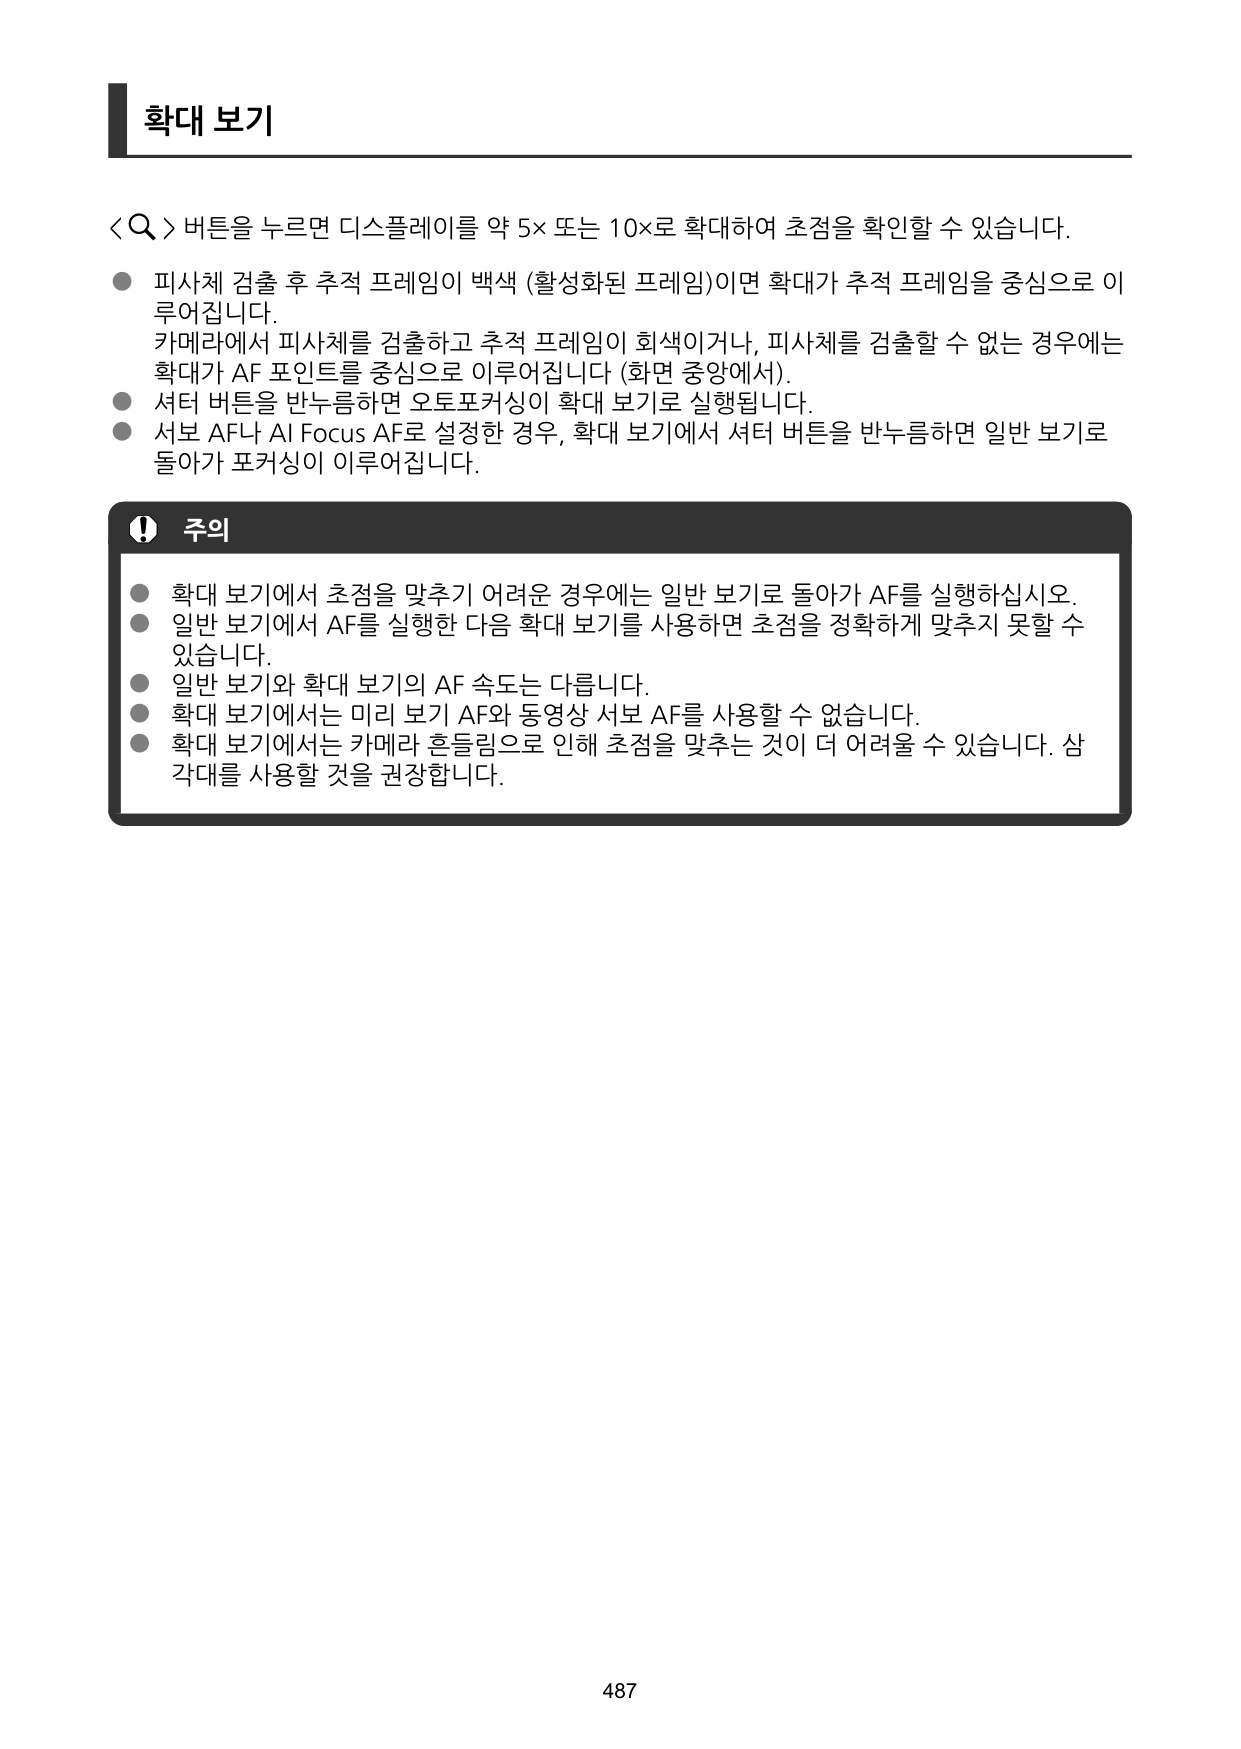 확대 보기
< > 버튼을 누르면 디스플레이를 약 5× 또는 10×로 확대하여 초점을 확인할 수 있습니다.
● 피사체 검출 후 추적 프레임이 백색 (활성화된 프레임)이면 확대가 추적 프레임을 중심으로 이
루어집니다.
카메라에서 피사체를 검출하고 추적 프레임이 회색이거나, 피사체를 검출할 수 없는 경우에는
확대가 AF 포인트를 중심으로 이루어집니다 (화면 중앙에서).
● 셔터 버튼을 반누름하면 오토포커싱이 확대 보기로 실행됩니다.
● 서보 AF나 AI Focus AF로 설정한 경우, 확대 보기에서 셔터 버튼을 반누름하면 일반 보기로
돌아가 포커싱이 이루어집니다.
주의
● 확대 보기에서 초점을 맞추기 어려운 경우에는 일반 보기로 돌아가 AF를 실행하십시오.
● 일반 보기에서 AF를 실행한 다음 확대 보기를 사용하면 초점을 정확하게 맞추지 못할 수
있습니다.
● 일반 보기와 확대 보기의 AF 속도는 다릅니다.
● 확대 보기에서는 미리 보기 AF와 동영상 서보 AF를 사용할 수 없습니다.
● 확대 보기에서는 카메라 흔들림으로 인해 초점을 맞추는 것이 더 어려울 수 있습니다. 삼
각대를 사용할 것을 권장합니다.
487